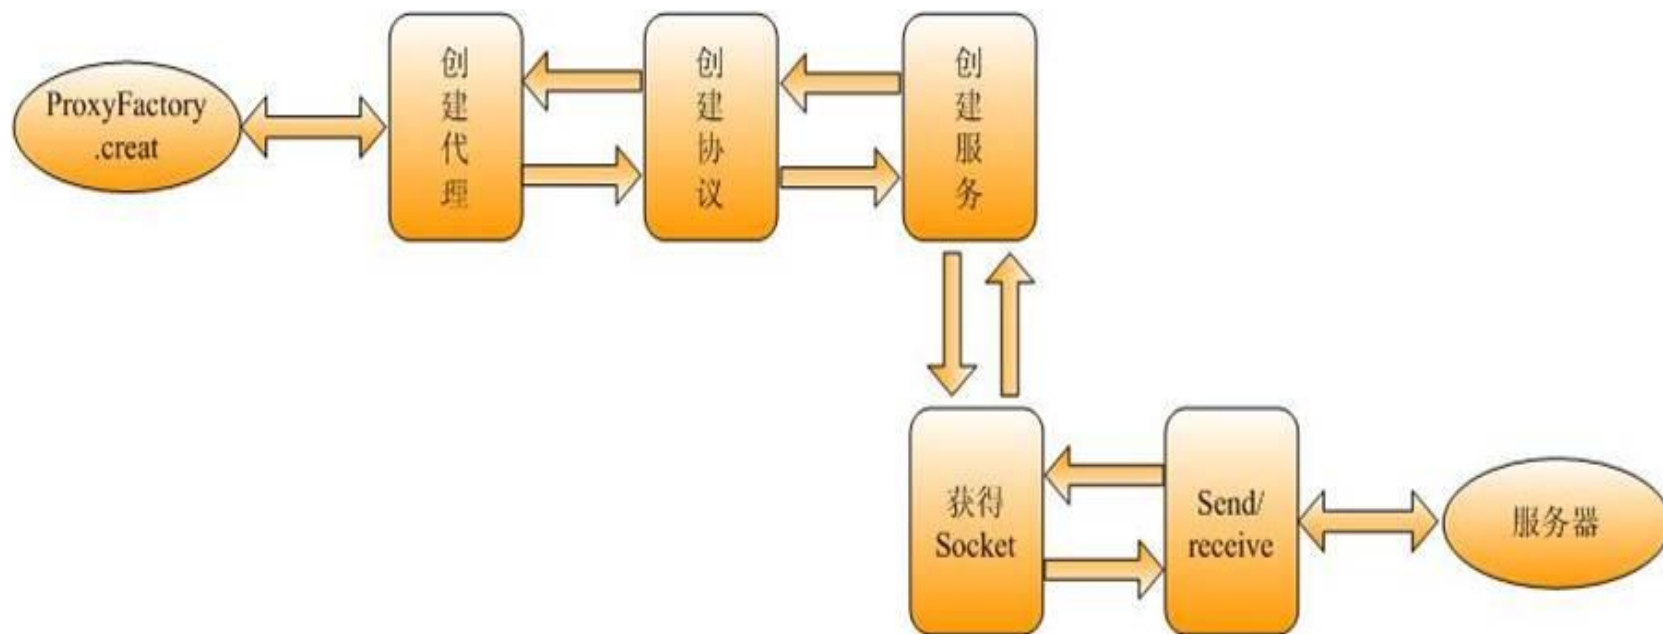 ProxyFactory
.creat
创建代理
创建协议
创建服务
获得
Socket
Send/
receive
服务器